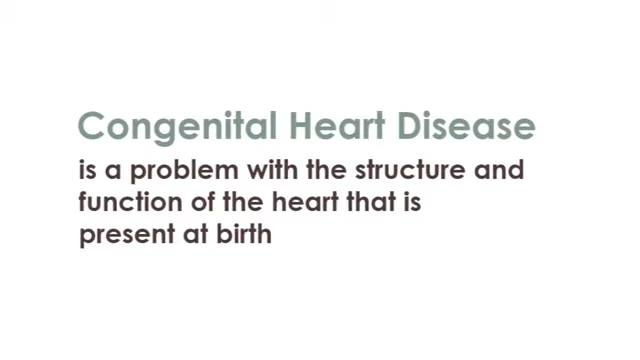 Congenital Heart Disease
is a problem with the structure and
function of the heart that is
present at birth